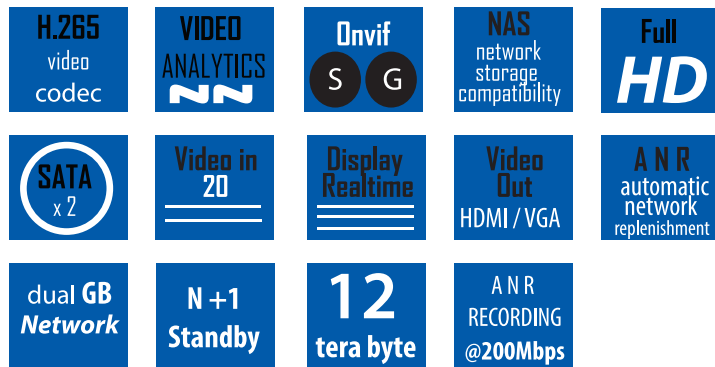 H.265
video
codec
VIDEO
ANALYTICS
NN
Onvif
S G
NAS
network
storage
compatibility
Full
HD
SATA
x 2
Video in
20
Display
Realtime
Video
Out
HDMI / VGA
A N R
automatic
network
replenishment
dual GB
Network
N +1
Standby
12
tera byte
A N R
RECORDING
@200Mbps